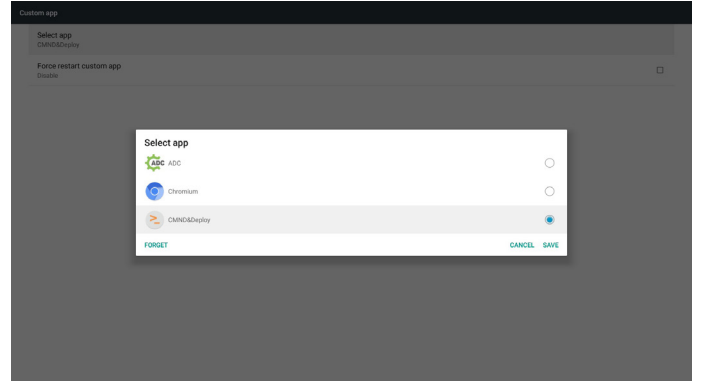 Custom app
Select app
CMND&Deploy
Force restart custom app
Disable
Select app
ADC ADC
Chromium
CMND&Deploy
FORGET CANCEL SAVE